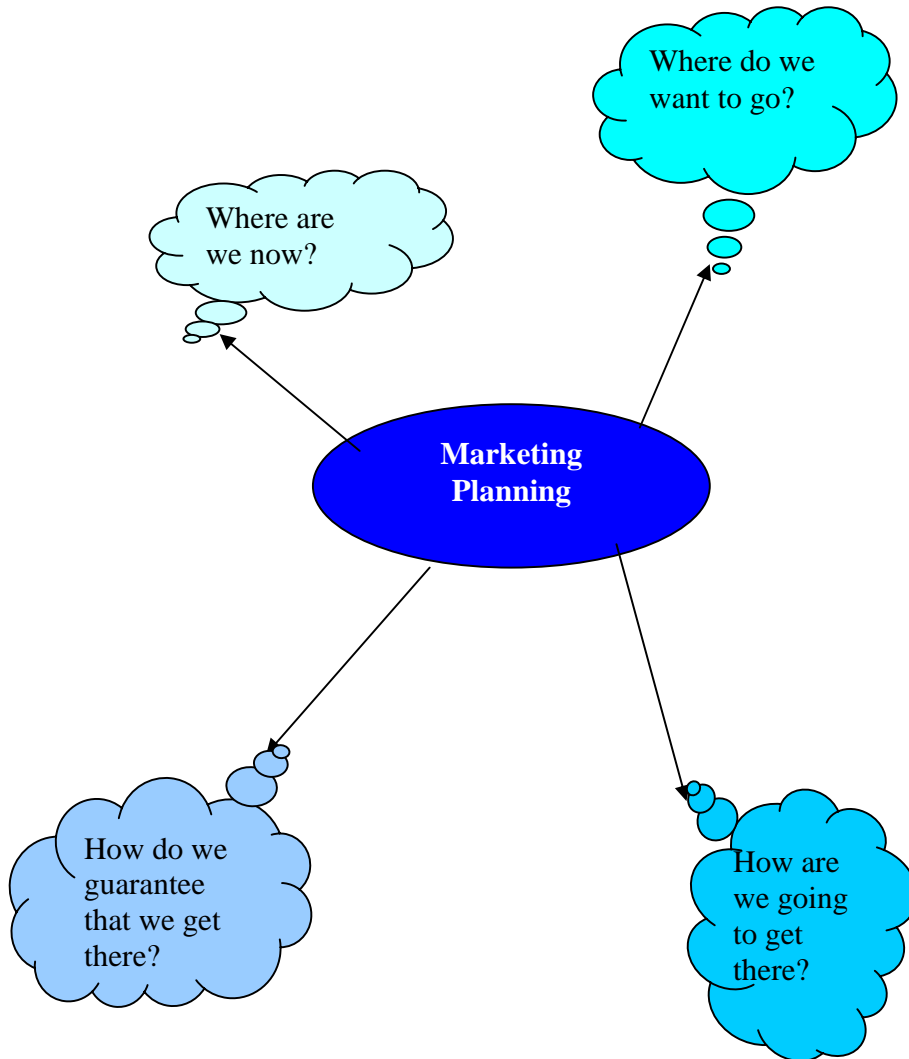 Where do we
want to go?
Where are
we now?
Marketing
Planning
How do we
guarantee
that we get
there?
How are
we going
to get
there?